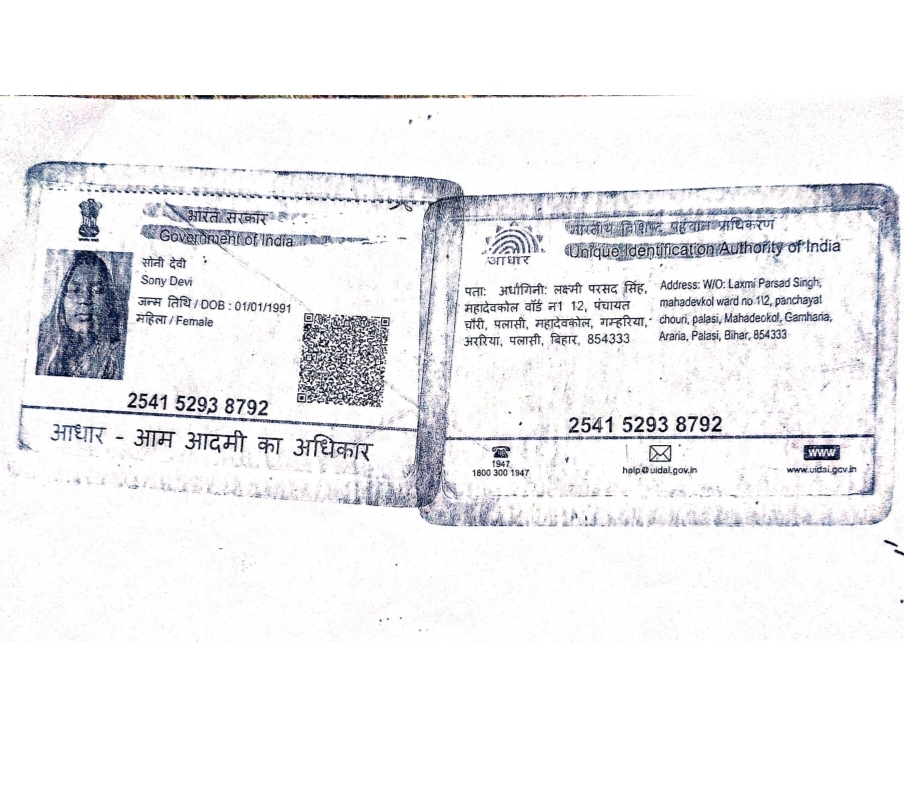 भारत सरकार
Government of India
सोनी देवी
Sony Devi
जन्म तिथि / DOB : 01/01/1991
महिला / Female
2541 5293 8792
आधार - आम आदमी का अधिकार
भारतीय विशिष्ट पहचान प्राधिकरण
Unique Identification Authority of India
आधार
पता: अर्धांगिनी: लक्ष्मी परसद सिंह,
महादेवकोल वॉर्ड न1 12, पंचायत
चौरी, पलासी, महादेवकोल, गम्हरिया,
अररिया, पलासी, बिहार, 854333
Address: W/O: Laxmi Parsad Singh,
mahadevkol ward no 1\2, panchayat
chouri, palasi, Mahadeokol, Gamharia,
Araria, Palasi, Bihar, 854333
2541 5293 8792
1947
1800 300 1947
help@uidai.gov.in
www
www.uidai.gov.in